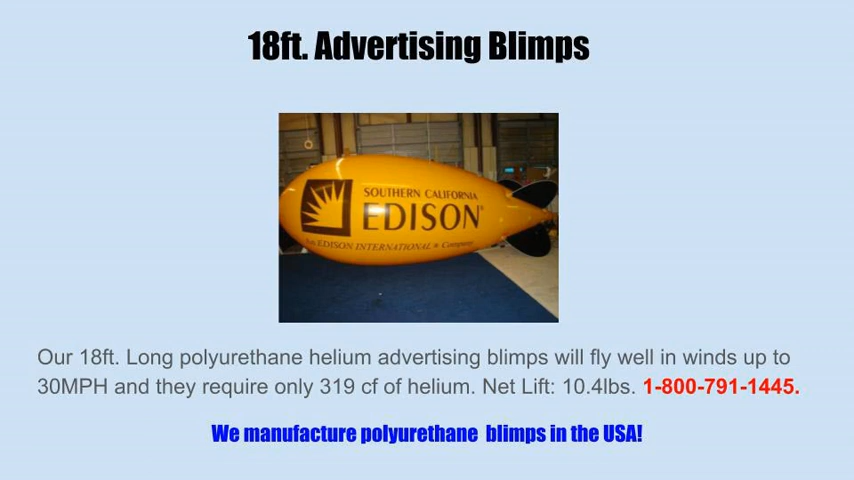 18ft. Advertising Blimps
SOUTHERN CALIFORNIA
EDISON®
An EDISON INTERNATIONAL® Company
Our 18ft. Long polyurethane helium advertising blimps will fly well in winds up to
30MPH and they require only 319 cf of helium. Net Lift: 10.4lbs. 1-800-791-1445.
We manufacture polyurethane  blimps in the USA!